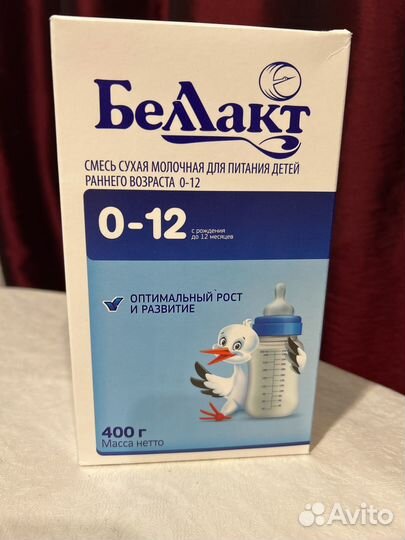 Беллакт
СМЕСЬ СУХАЯ МОЛОЧНАЯ ДЛЯ ПИТАНИЯ ДЕТЕЙ
РАННЕГО ВОЗРАСТА 0-12
0-12 с рождения
до 12 месяцев
ОПТИМАЛЬНЫЙ РОСТ
И РАЗВИТИЕ
400 г
Масса нетто
Avito